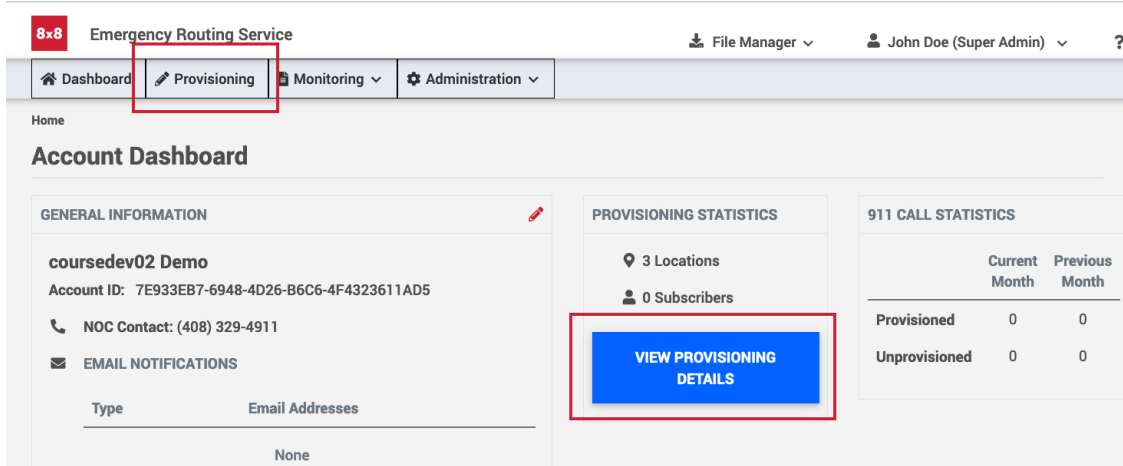 8x8 Emergency Routing Service
File Manager
John Doe (Super Admin)
?
Dashboard Provisioning Monitoring Administration
Home
Account Dashboard
GENERAL INFORMATION
coursedev02 Demo
Account ID: 7E933EB7-6948-4D26-B6C6-4F4323611AD5
NOC Contact: (408) 329-4911
EMAIL NOTIFICATIONS
Type Email Addresses
None
PROVISIONING STATISTICS
3 Locations
0 Subscribers
VIEW PROVISIONING
DETAILS
911 CALL STATISTICS
Current Previous
Month Month
Provisioned 0 0
Unprovisioned 0 0